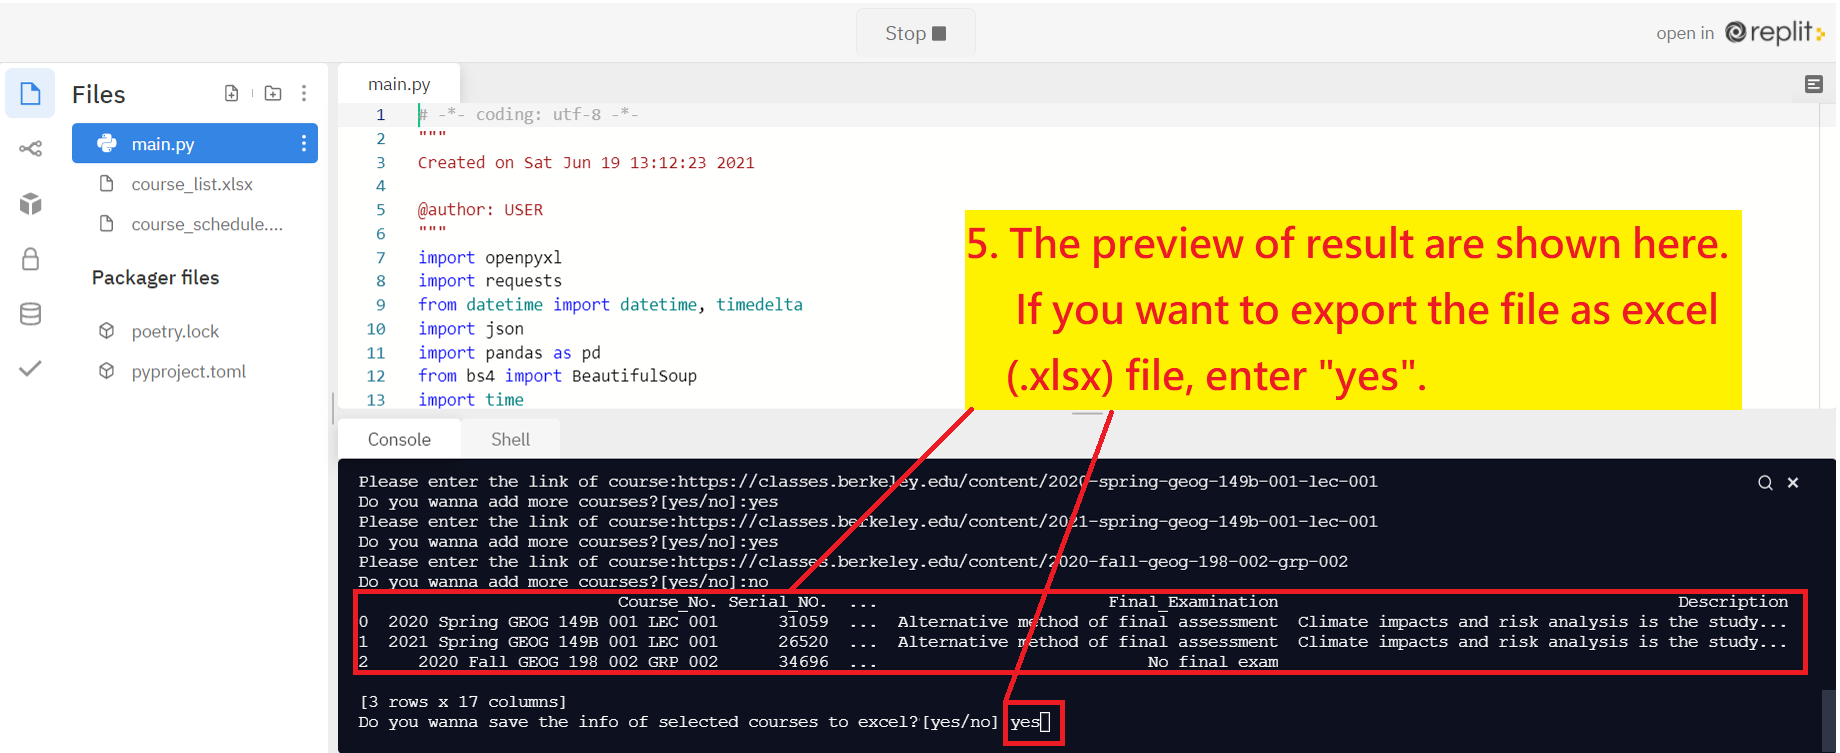 Stop
open in replit
Files
main.py
course_list.xlsx
course_schedule....
Packager files
poetry.lock
pyproject.toml
main.py
1 # -*- coding: utf-8 -*-
2 """
3 Created on Sat Jun 19 13:12:23 2021
4
5 @author: USER
6 """
7 import openpyxl
8 import requests
9 from datetime import datetime, timedelta
10 import json
11 import pandas as pd
12 from bs4 import BeautifulSoup
13 import time
5. The preview of result are shown here.
If you want to export the file as excel
(.xlsx) file, enter "yes".
Console Shell
Please enter the link of course:https://classes.berkeley.edu/content/2020-spring-geog-149b-001-lec-001
Do you wanna add more courses?[yes/no]:yes
Please enter the link of course:https://classes.berkeley.edu/content/2021-spring-geog-149b-001-lec-001
Do you wanna add more courses?[yes/no]:yes
Please enter the link of course:https://classes.berkeley.edu/content/2020-fall-geog-198-002-grp-002
Do you wanna add more courses?[yes/no]:no
Course_No. Serial_NO. ... Final_Examination Description
0 2020 Spring GEOG 149B 001 LEC 001 31059 ... Alternative method of final assessment Climate impacts and risk analysis is the study...
1 2021 Spring GEOG 149B 001 LEC 001 26520 ... Alternative method of final assessment Climate impacts and risk analysis is the study...
2 2020 Fall GEOG 198 002 GRP 002 34696 ... No final exam
[3 rows x 17 columns]
Do you wanna save the info of selected courses to excel?[yes/no] yes